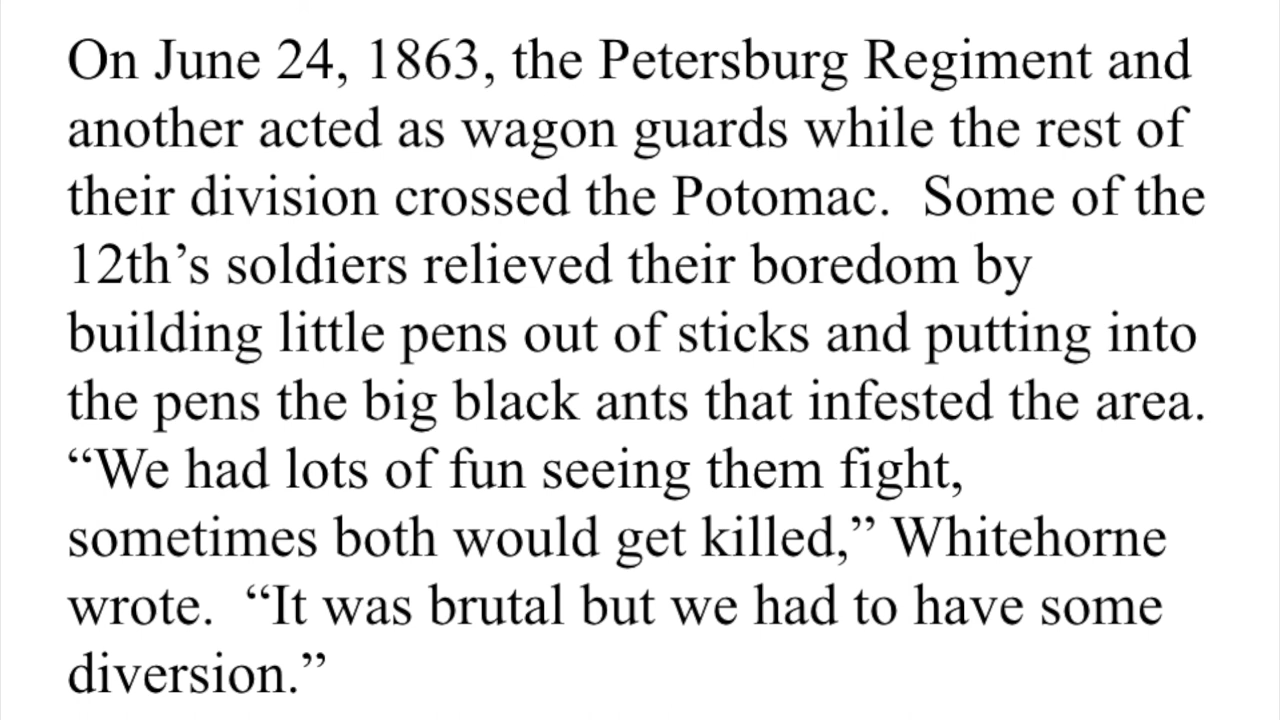 On June 24, 1863, the Petersburg Regiment and
another acted as wagon guards while the rest of
their division crossed the Potomac.  Some of the
12th’s soldiers relieved their boredom by
building little pens out of sticks and putting into
the pens the big black ants that infested the area.
“We had lots of fun seeing them fight,
sometimes both would get killed,” Whitehorne
wrote.  “It was brutal but we had to have some
diversion.”